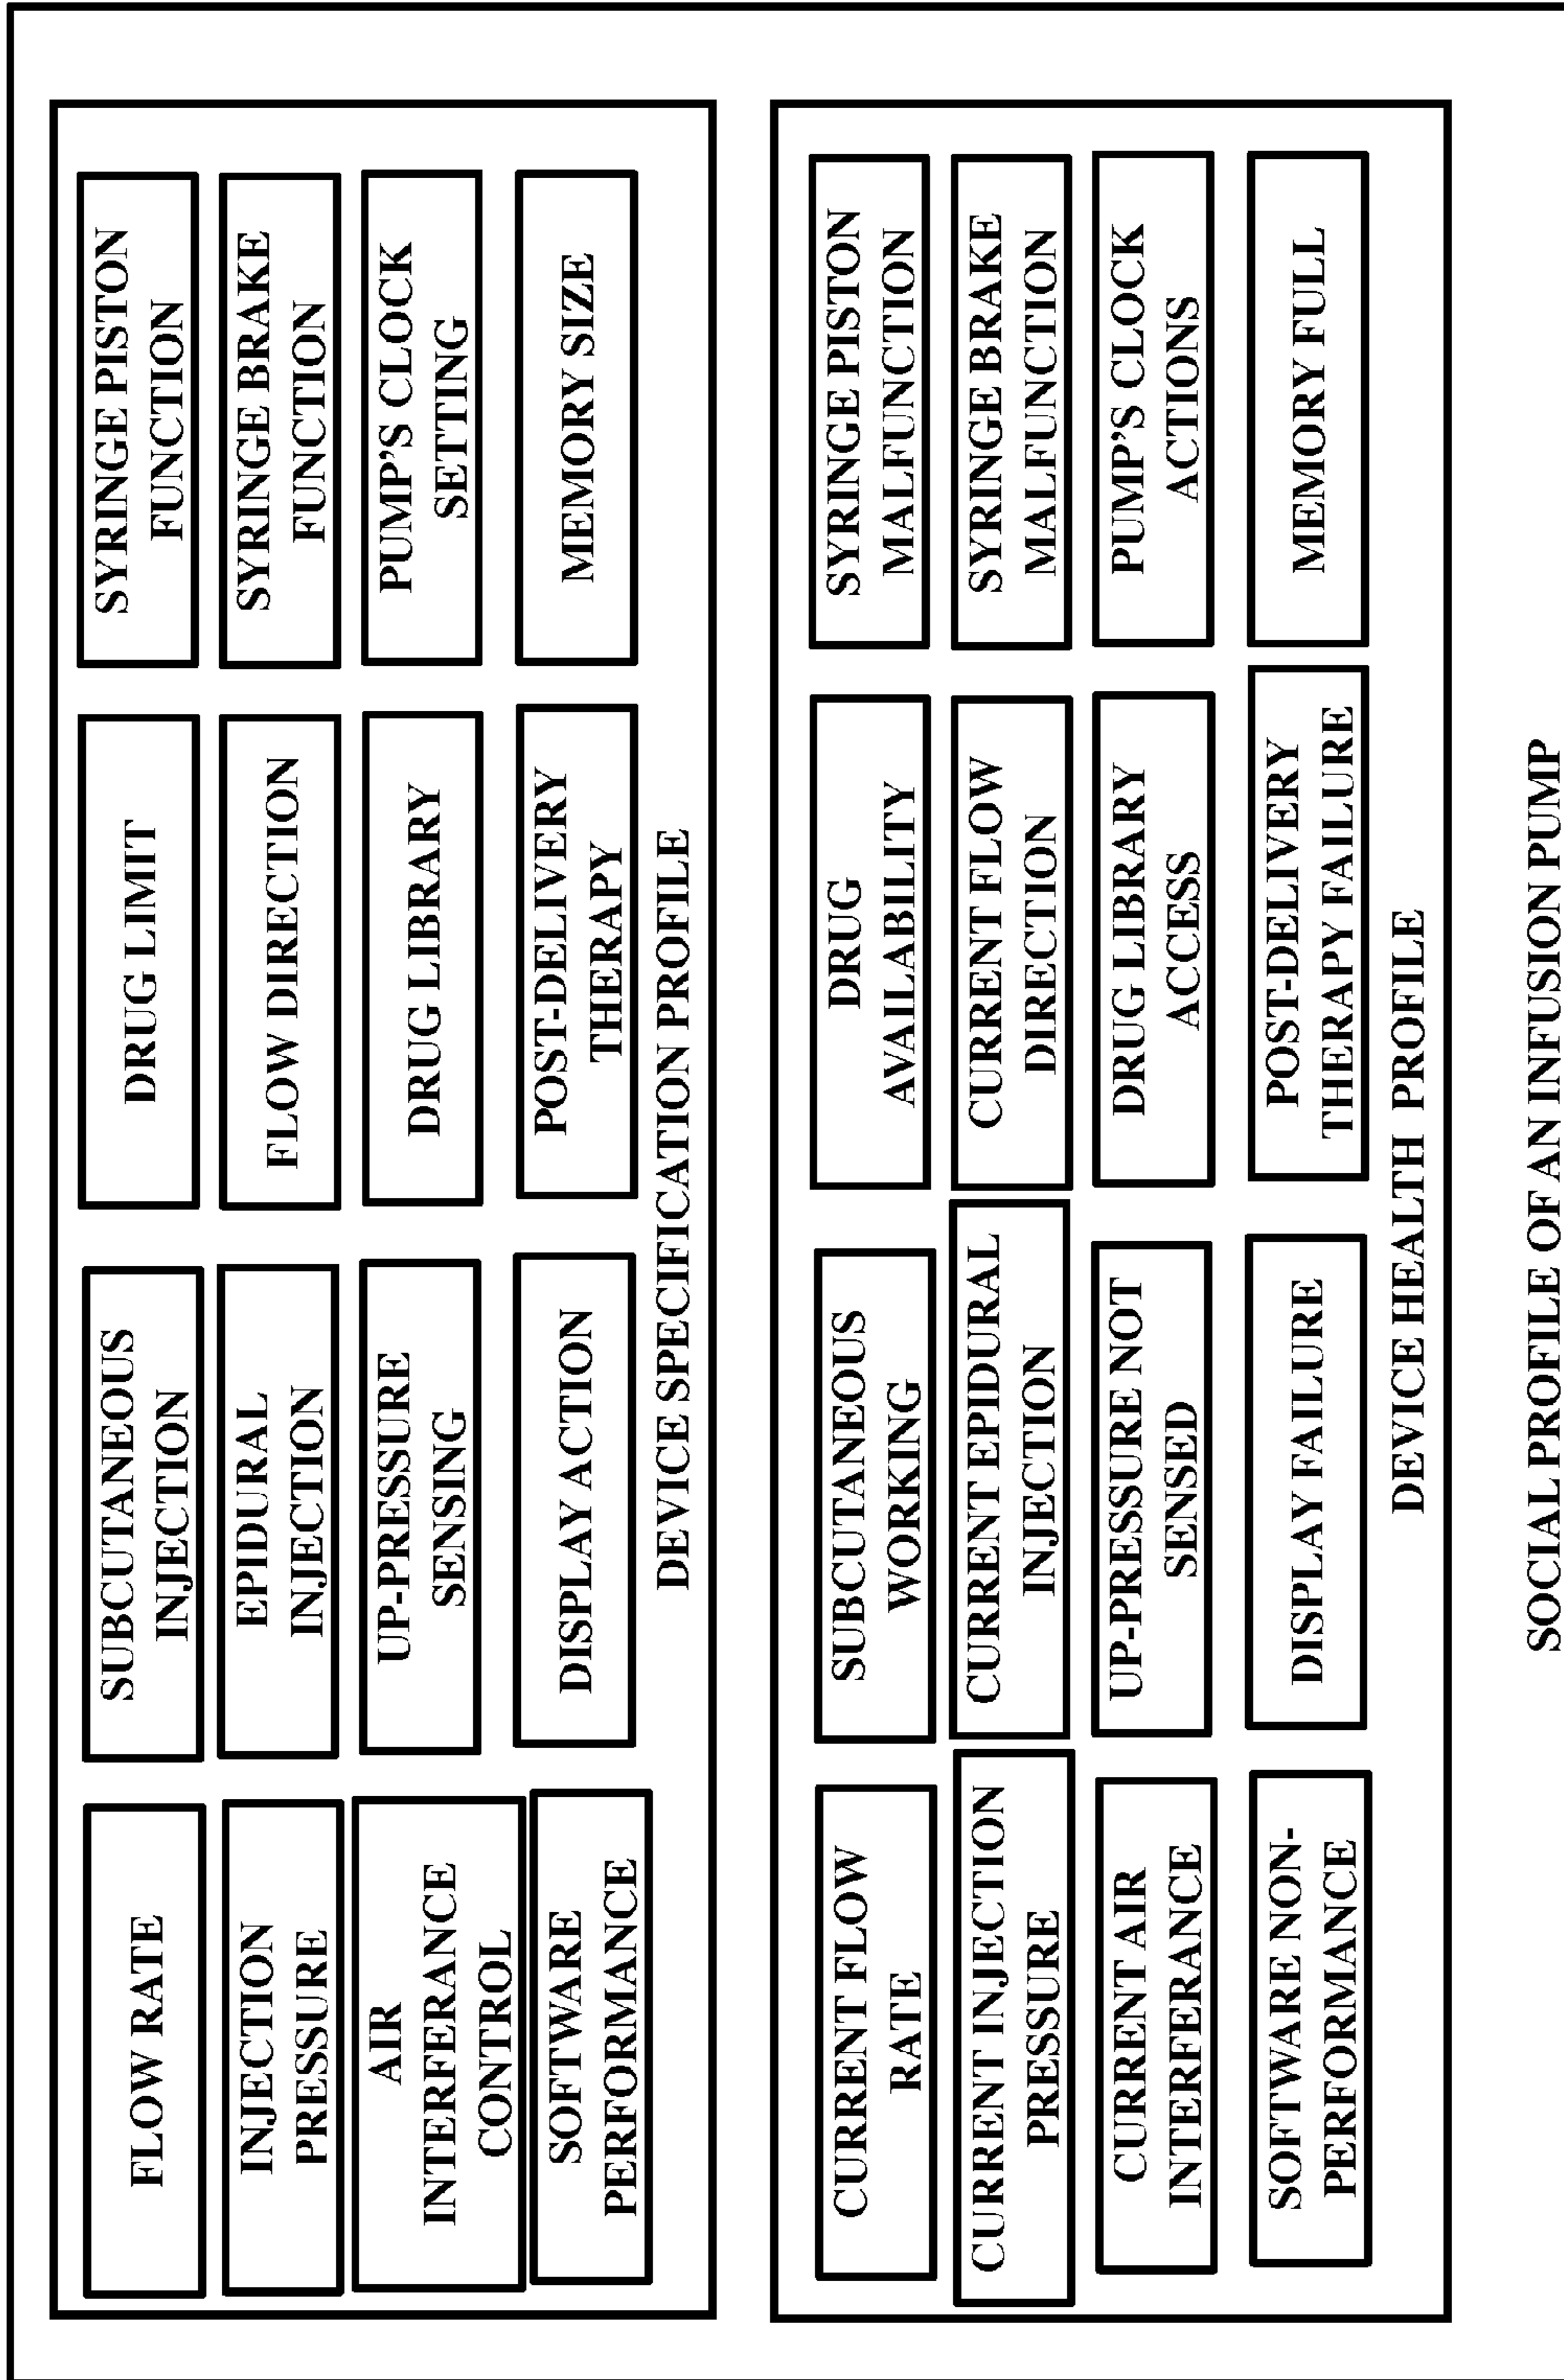 FLOW RATE
SUBCUTANEOUS
INJECTION
DRUG LIMIT
SYRINGE PISTON
FUNCTION
INJECTION
PRESSURE
EPIDURAL
INJECTION
FLOW DIRECTION
SYRINGE BRAKE
FUNCTION
AIR
INTERFERANCE
CONTROL
UP-PRESSURE
SENSING
DRUG LIBRARY
PUMP'S CLOCK
SETTING
SOFTWARE
PERFORMANCE
DISPLAY ACTION
POST-DELIVERY
THERAPY
MEMORY SIZE
DEVICE SPECIFICATION PROFILE
CURRENT FLOW
RATE
SUBCUTANEOUS
WORKING
DRUG
AVAILABILITY
SYRINGE PISTON
MALFUNCTION
CURRENT INJECTION
PRESSURE
CURRENT EPIDURAL
INJECTION
CURRENT FLOW
DIRECTION
SYRINGE BRAKE
MALFUNCTION
CURRENT AIR
INTERFERANCE
UP-PRESSURE NOT
SENSED
DRUG LIBRARY
ACCESS
PUMP'S CLOCK
ACTIONS
SOFTWARE NON-
PERFORMANCE
DISPLAY FAILURE
POST-DELIVERY
THERAPY FAILURE
MEMORY FULL
DEVICE HEALTH PROFILE
SOCIAL PROFILE OF AN INFUSION PUMP